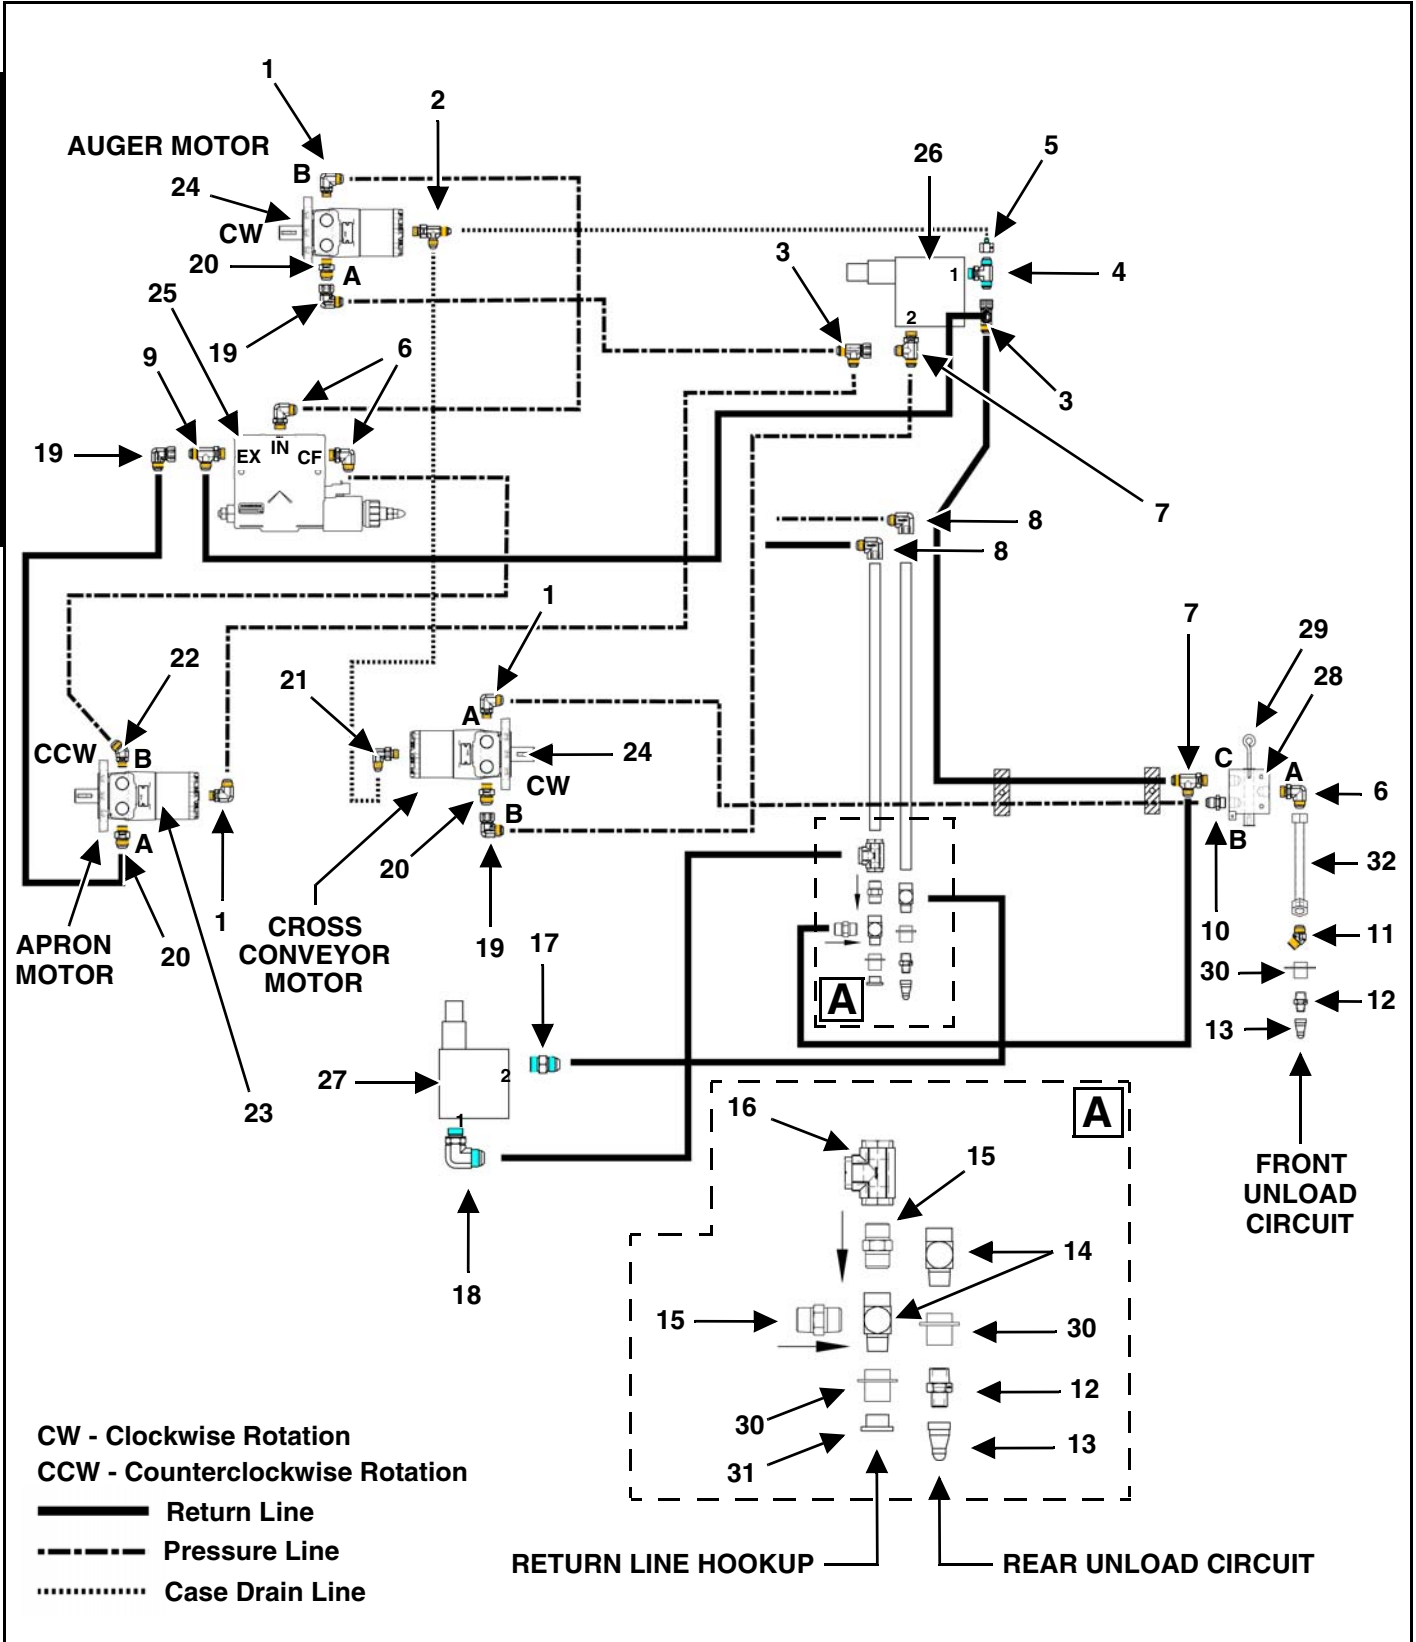 1
2
AUGER MOTOR
B
24
CW
20
A
25
19
26
5
3
1
4
2
3
9
6
19
EX
IN
CF
7
8
8
1
7
29
22
21
28
A
CCW
B
24
CW
C
A
6
B
A
20
B
10
32
1
20
19
17
11
30
12
13
APRON
MOTOR
CROSS
CONVEYOR
MOTOR
A
27
2
1
23
18
FRONT
UNLOAD
CIRCUIT
A
16
15
14
15
30
12
30
31
13
CW - Clockwise Rotation
CCW - Counterclockwise Rotation
Return Line
Pressure Line
Case Drain Line
RETURN LINE HOOKUP
REAR UNLOAD CIRCUIT